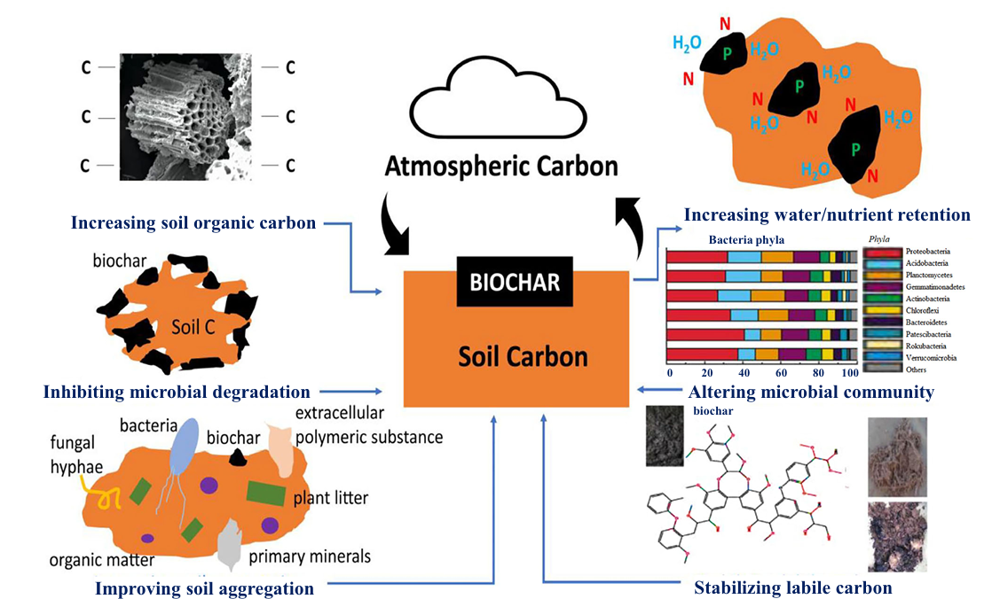 C C
C C
C C
Increasing soil organic carbon
Atmospheric Carbon
N
H₂O H₂O
P
N
H₂O
P
N
H₂O N
N
H₂O
P
H₂O
N
Increasing water/nutrient retention
biochar
Soil C
Inhibiting microbial degradation
BIOCHAR
Soil Carbon
Bacteria phyla
Phyla
Proteobacteria
Acidobacteria
Planctomycetes
Gemmatimonadetes
Actinobacteria
Chloroflexi
Bacteroidetes
Patescibacteria
Rokubacteria
Verrucomicrobia
Others
0 20 40 60 80 100
Altering microbial community
bacteria
biochar
extracellular
polymeric substance
fungal
hyphae
plant litter
organic matter
primary minerals
Improving soil aggregation
biochar
Stabilizing labile carbon